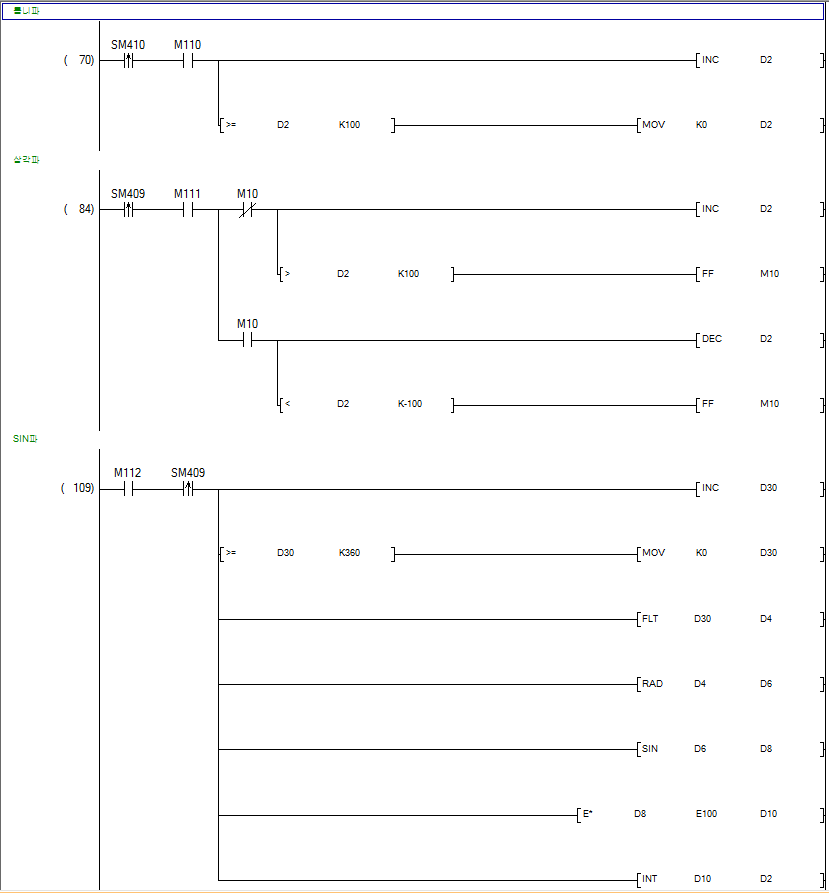 톱니파
SM410 M110
( 70) INC D2
>= D2 K100 MOV K0 D2
삼각파
SM409 M111 M10
( 84) INC D2
> D2 K100 FF M10
M10
DEC D2
< D2 K-100 FF M10
SIN파
M112 SM409
( 109) INC D30
>= D30 K360 MOV K0 D30
FLT D30 D4
RAD D4 D6
SIN D6 D8
E* D8 E100 D10
INT D10 D2